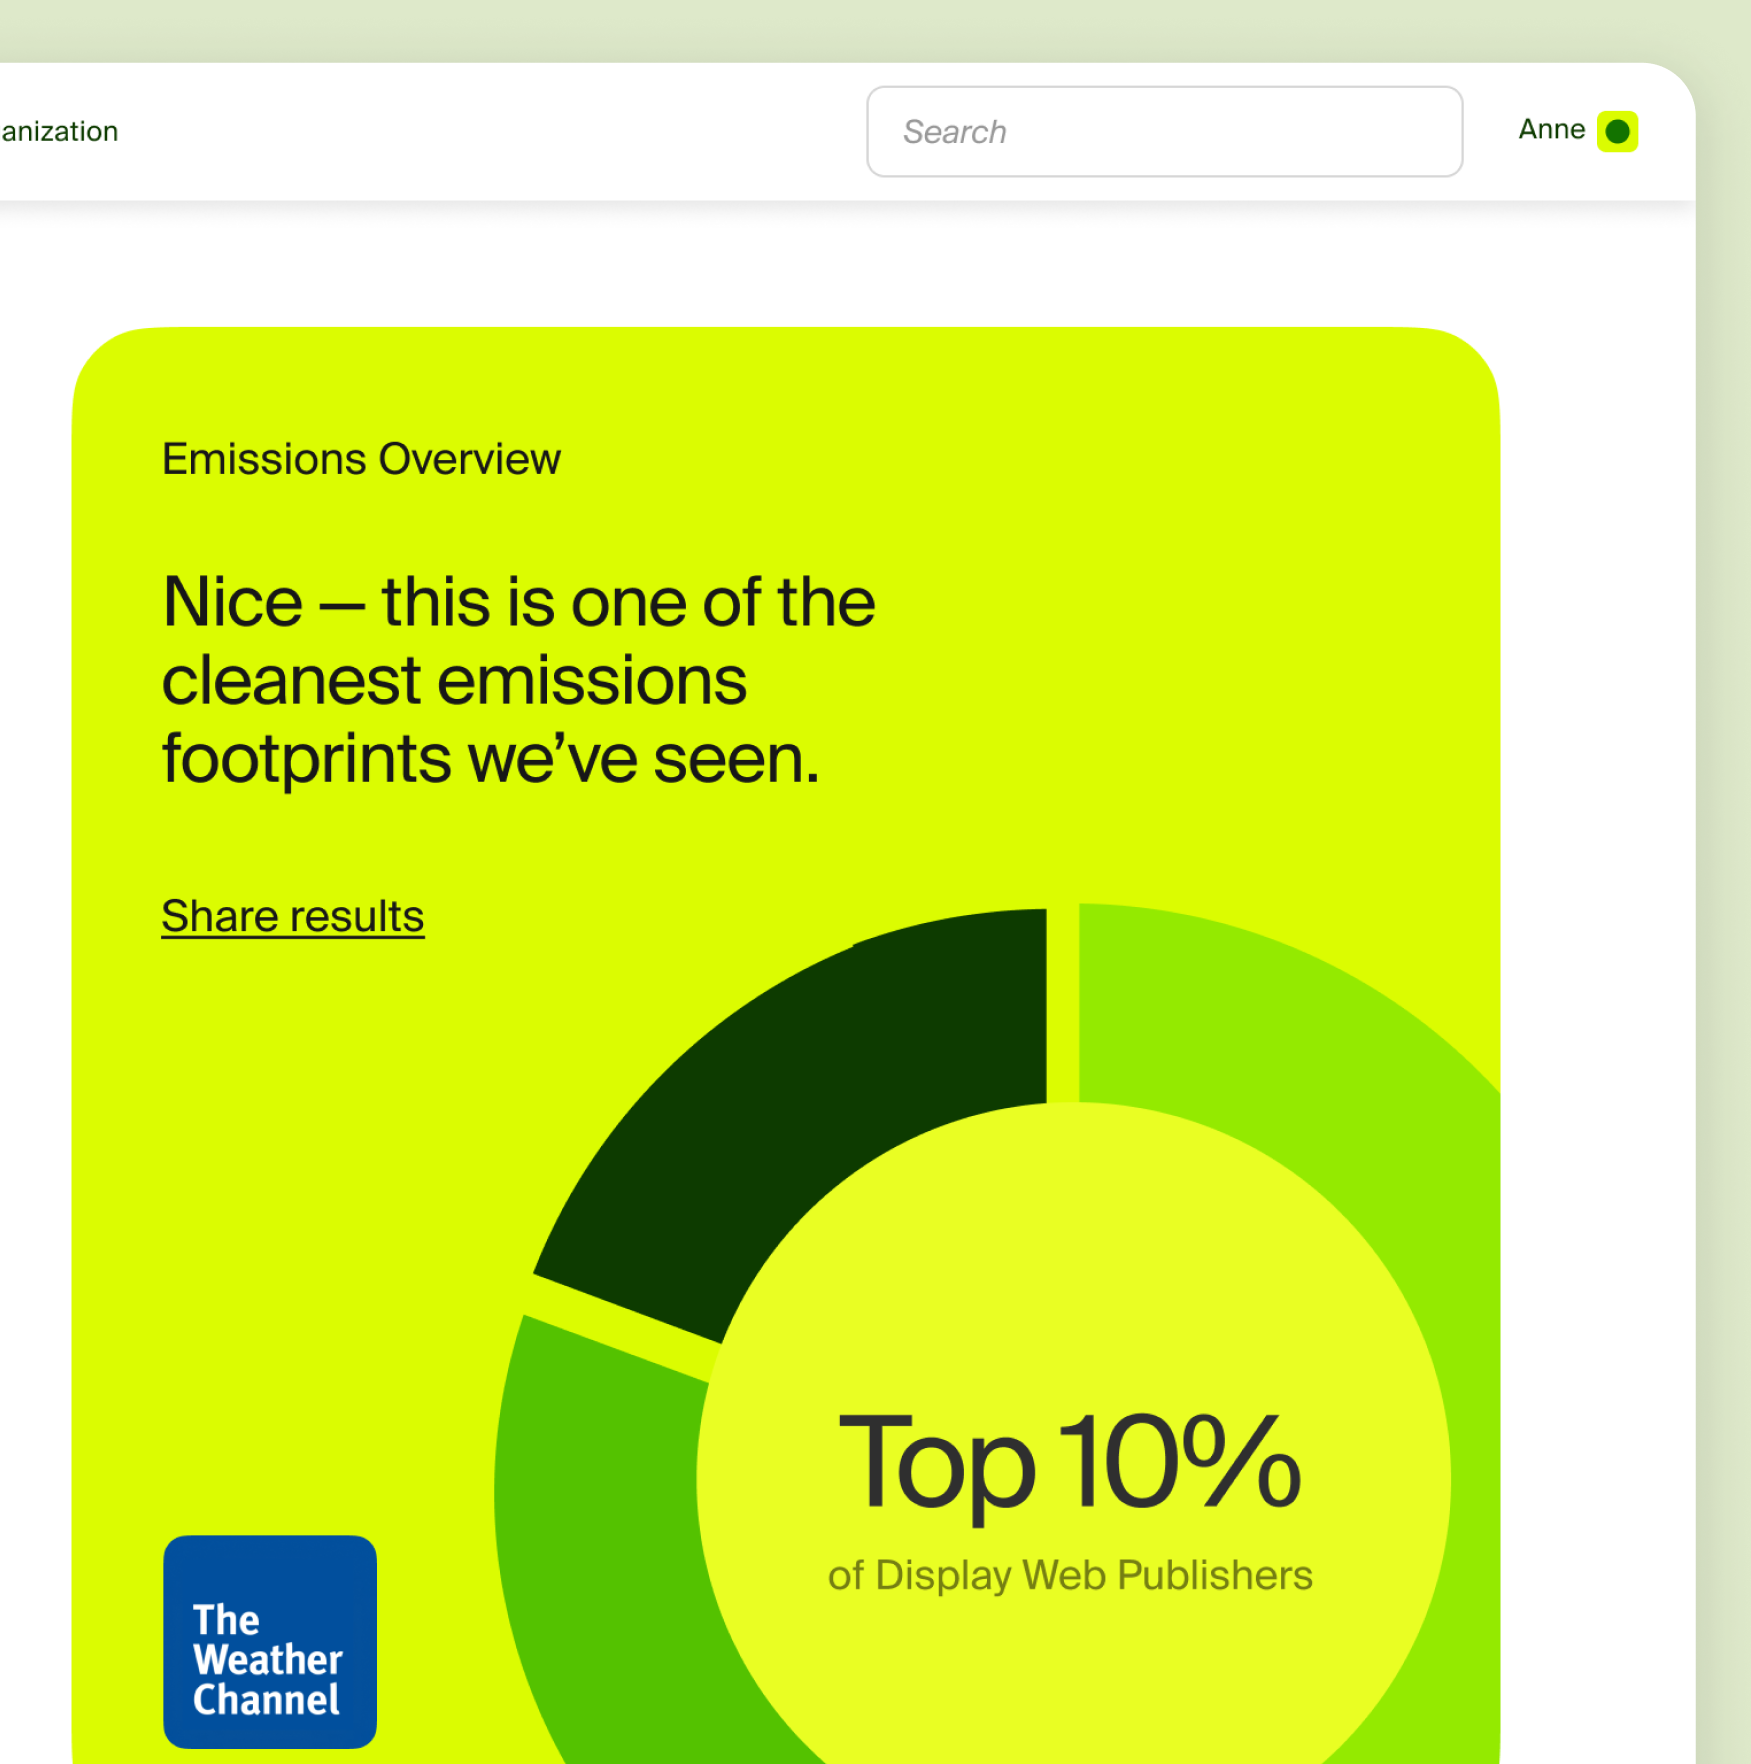 anization
Search
Anne
Emissions Overview
Nice — this is one of the
cleanest emissions
footprints we’ve seen.
Share results
Top 10%
of Display Web Publishers
The
Weather
Channel